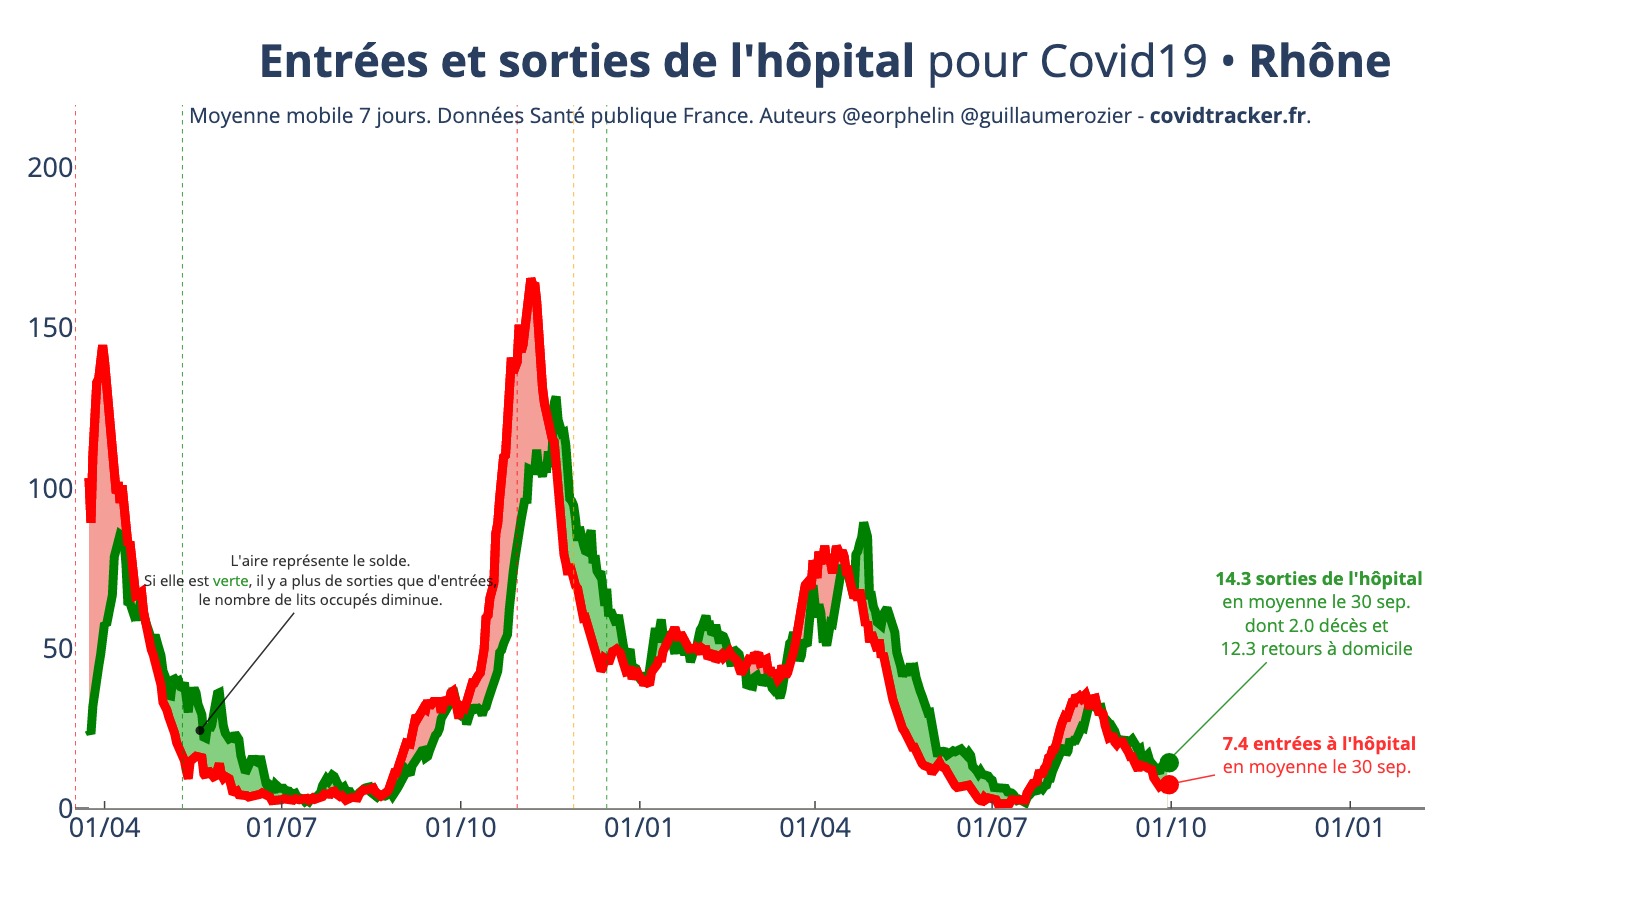 Entrées et sorties de l'hôpital pour Covid19 • Rhône
Moyenne mobile 7 jours. Données Santé publique France. Auteurs @eorphelin @guillaumerozier - covidtracker.fr.
200
150
100
50
0
L'aire représente le solde.
Si elle est verte, il y a plus de sorties que d'entrées,
le nombre de lits occupés diminue.
14.3 sorties de l'hôpital
en moyenne le 30 sep.
dont 2.0 décès et
12.3 retours à domicile
7.4 entrées à l'hôpital
en moyenne le 30 sep.
01/04 01/07 01/10 01/01 01/04 01/07 01/10 01/01